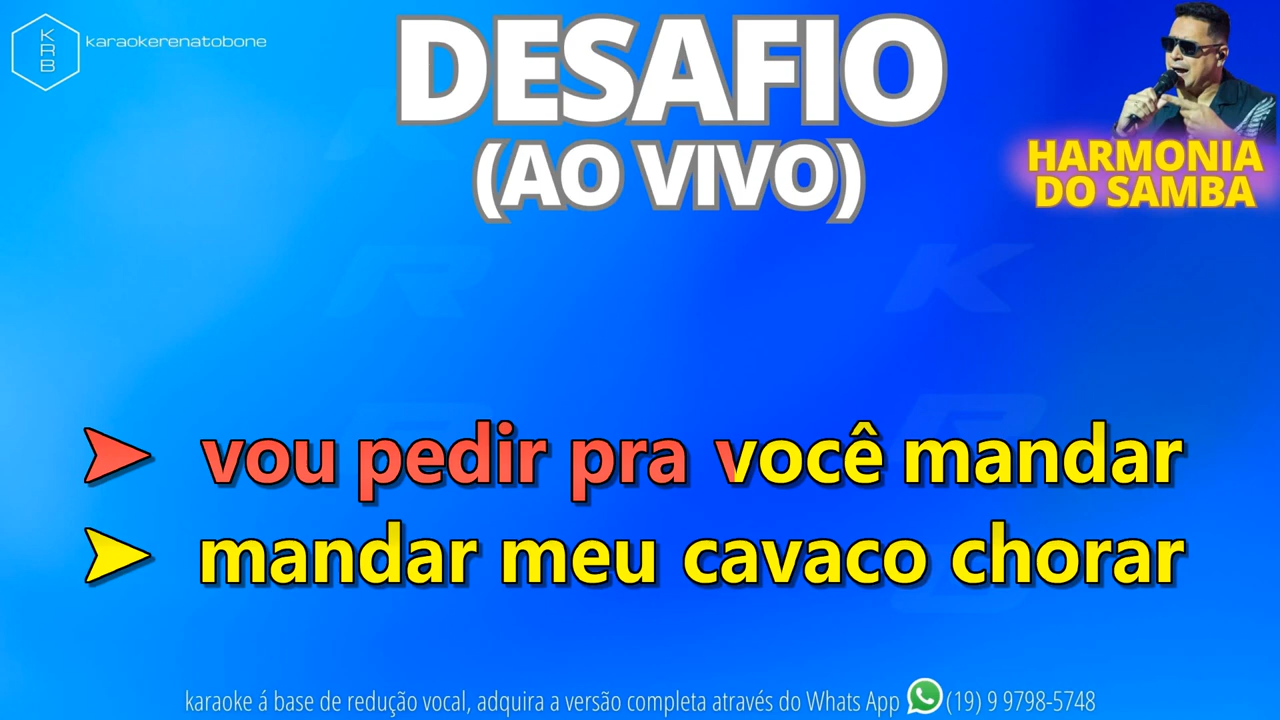 KRB
karaokerenatobone
DESAFIO
(AO VIVO)
HARMONIA
DO SAMBA
vou pedir pra você mandar
mandar meu cavaco chorar
karaoke á base de redução vocal, adquira a versão completa através do Whats App (19) 9 9798-5748